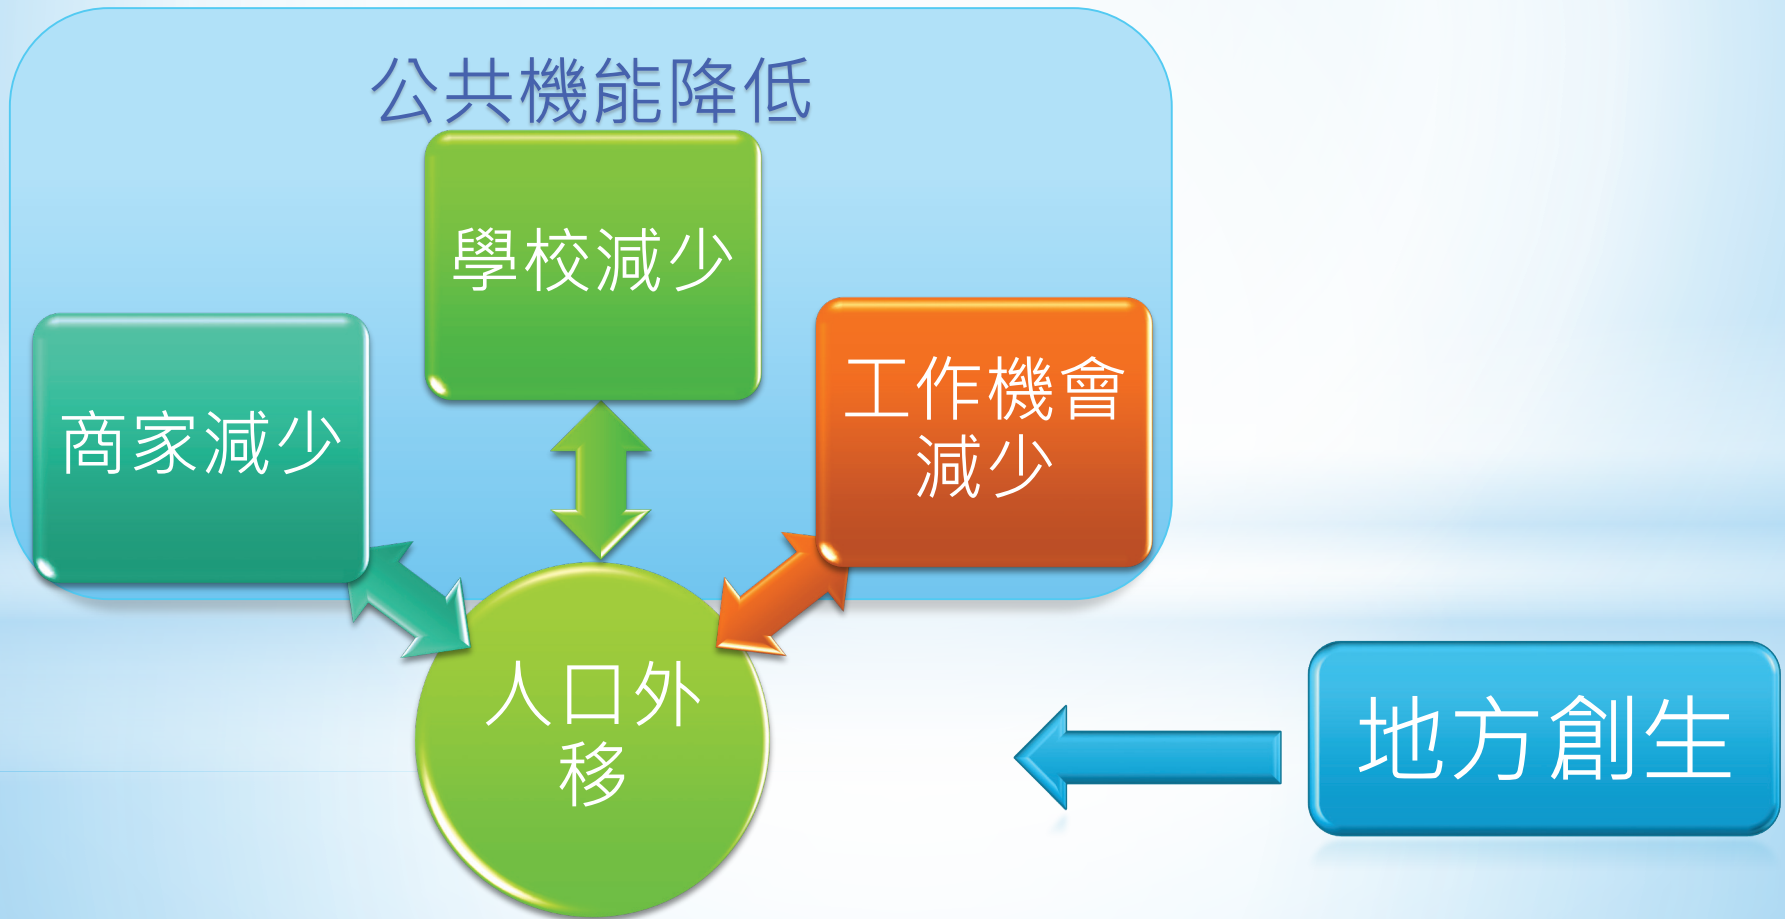 公共機能降低
學校減少
商家減少
工作機會
減少
人口外
移
地方創生